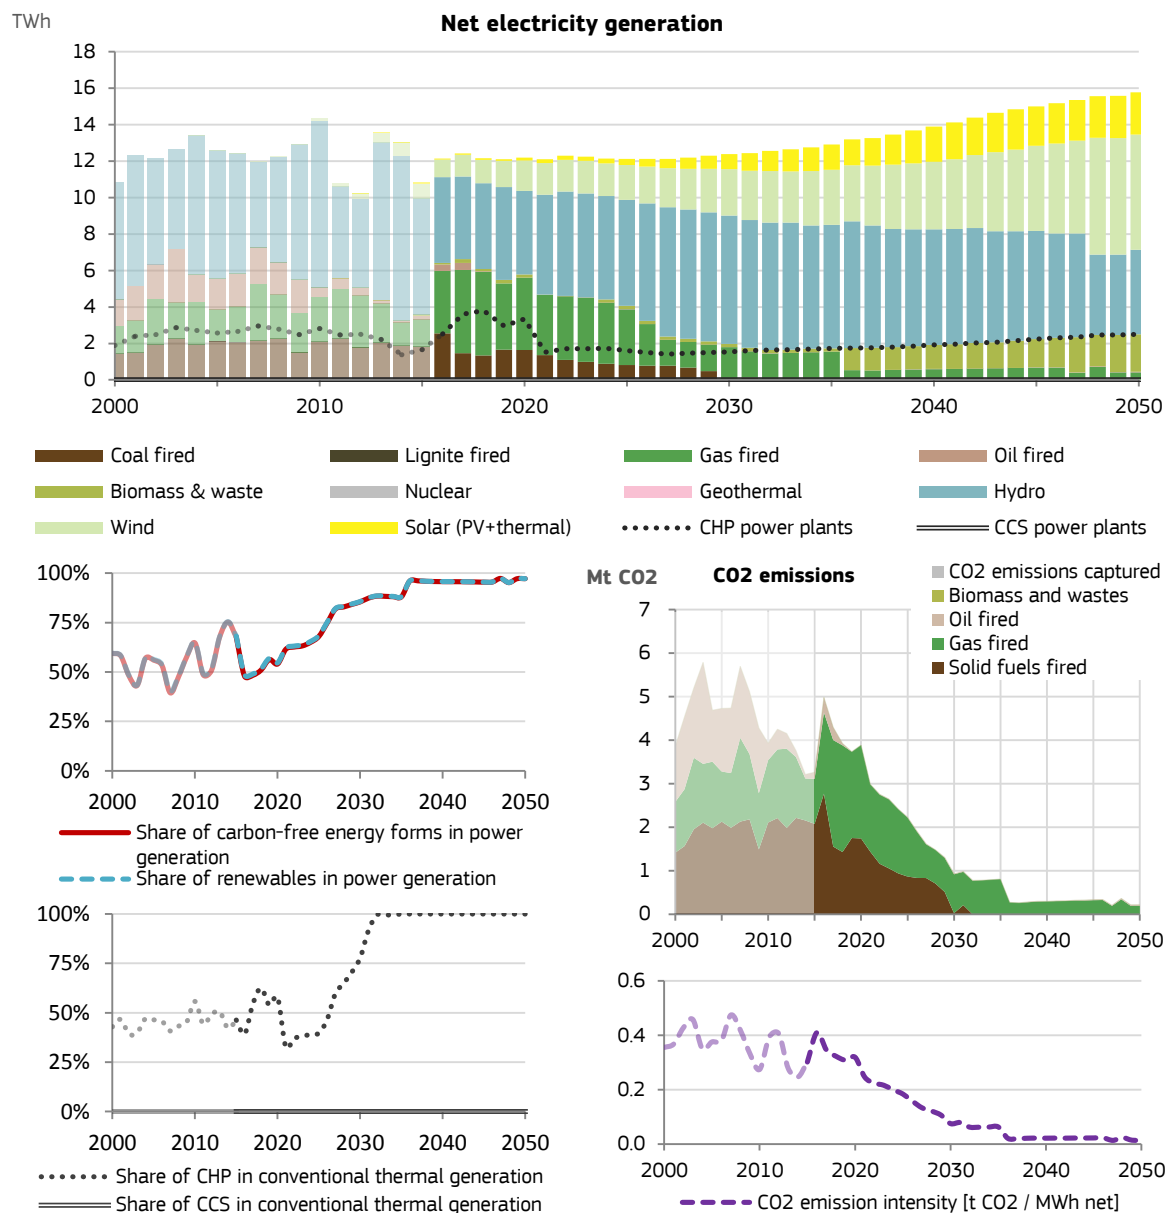 TWh
Net electricity generation
18
16
14
12
10
8
6
4
2
0
2000 2010 2020 2030 2040 2050
Coal fired Lignite fired Gas fired Oil fired
Biomass & waste Nuclear Geothermal Hydro
Wind Solar (PV+thermal) CHP power plants CCS power plants
100%
75%
50%
25%
0%
2000 2010 2020 2030 2040 2050
Share of carbon-free energy forms in power
generation
Share of renewables in power generation
Mt CO2 CO2 emissions
CO2 emissions captured
Biomass and wastes
Oil fired
Gas fired
Solid fuels fired
7
6
5
4
3
2
1
0
2000 2010 2020 2030 2040 2050
100%
75%
50%
25%
0%
2000 2010 2020 2030 2040 2050
Share of CHP in conventional thermal generation
Share of CCS in conventional thermal generation
0.6
0.4
0.2
0.0
2000 2010 2020 2030 2040 2050
CO2 emission intensity [t CO2 / MWh net]